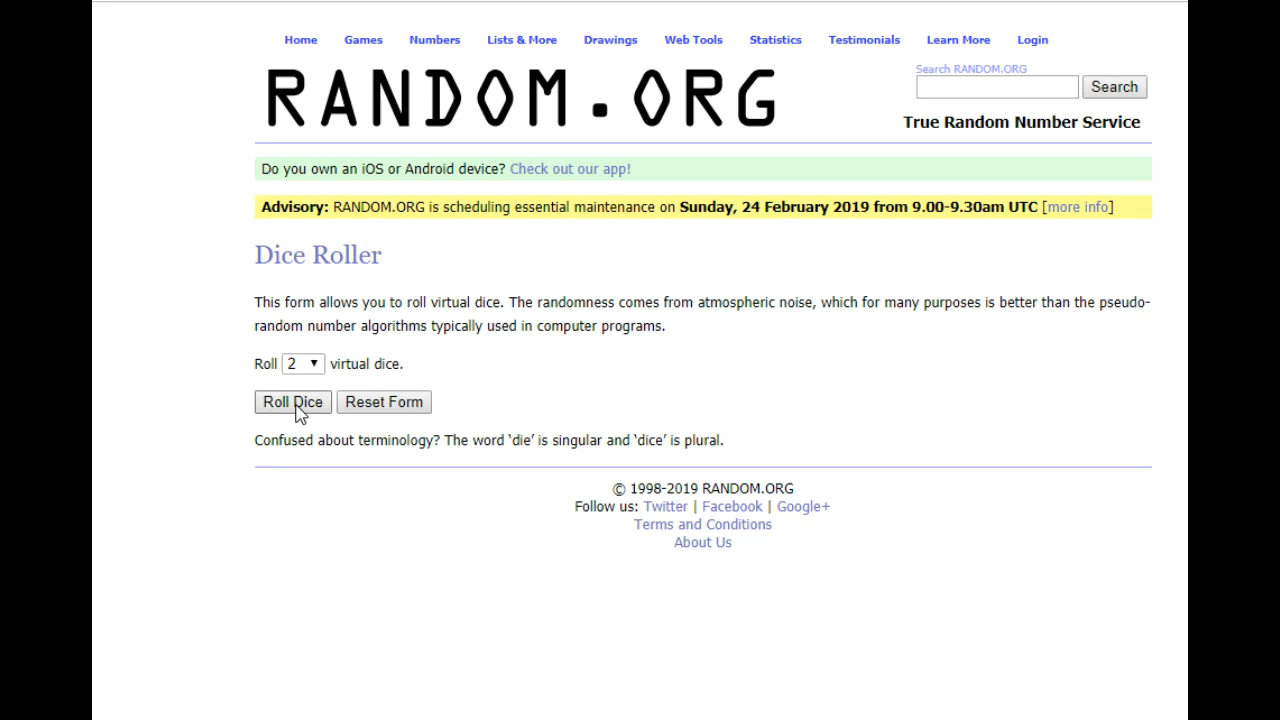 Home Games Numbers Lists & More Drawings Web Tools Statistics Testimonials Learn More Login
RANDOM.ORG
Search RANDOM.ORG
Search
True Random Number Service
Do you own an iOS or Android device? Check out our app!
Advisory: RANDOM.ORG is scheduling essential maintenance on Sunday, 24 February 2019 from 9.00-9.30am UTC [more info]
Dice Roller
This form allows you to roll virtual dice. The randomness comes from atmospheric noise, which for many purposes is better than the pseudo-
random number algorithms typically used in computer programs.
Roll 2 virtual dice.
Roll Dice Reset Form
Confused about terminology? The word ‘die’ is singular and ‘dice’ is plural.
© 1998-2019 RANDOM.ORG
Follow us: Twitter | Facebook | Google+
Terms and Conditions
About Us